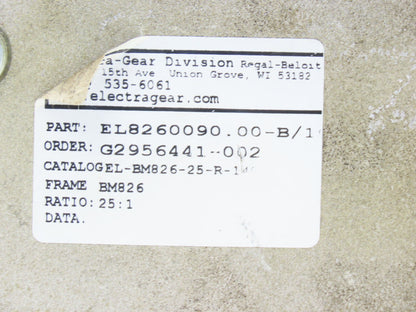 a-Gear Division Regal-Beloit
15th Ave Union Grove, WI 53182
535-6061
electragear.com
PART: EL8260090.00-B/1
ORDER: G2956441-002
CATALOGEL-BM826-25-R-14
FRAME BM826
RATIO: 25:1
DATA.